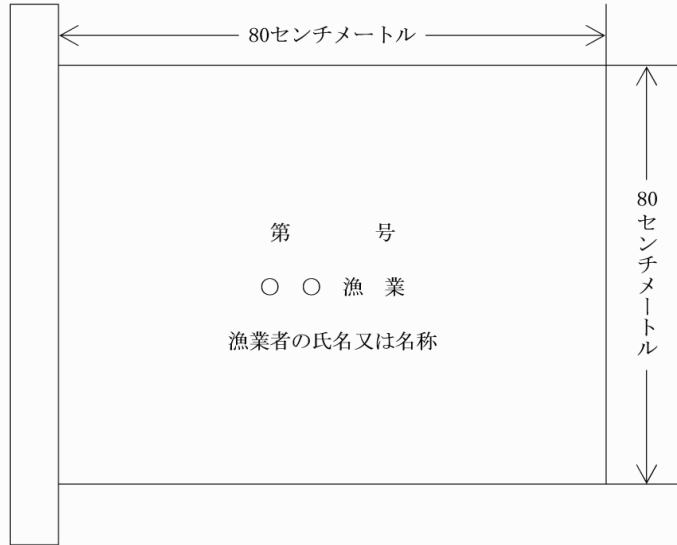 80センチメートル
第　　　　号
○　○　漁　業
漁業者の氏名又は名称
80センチメートル